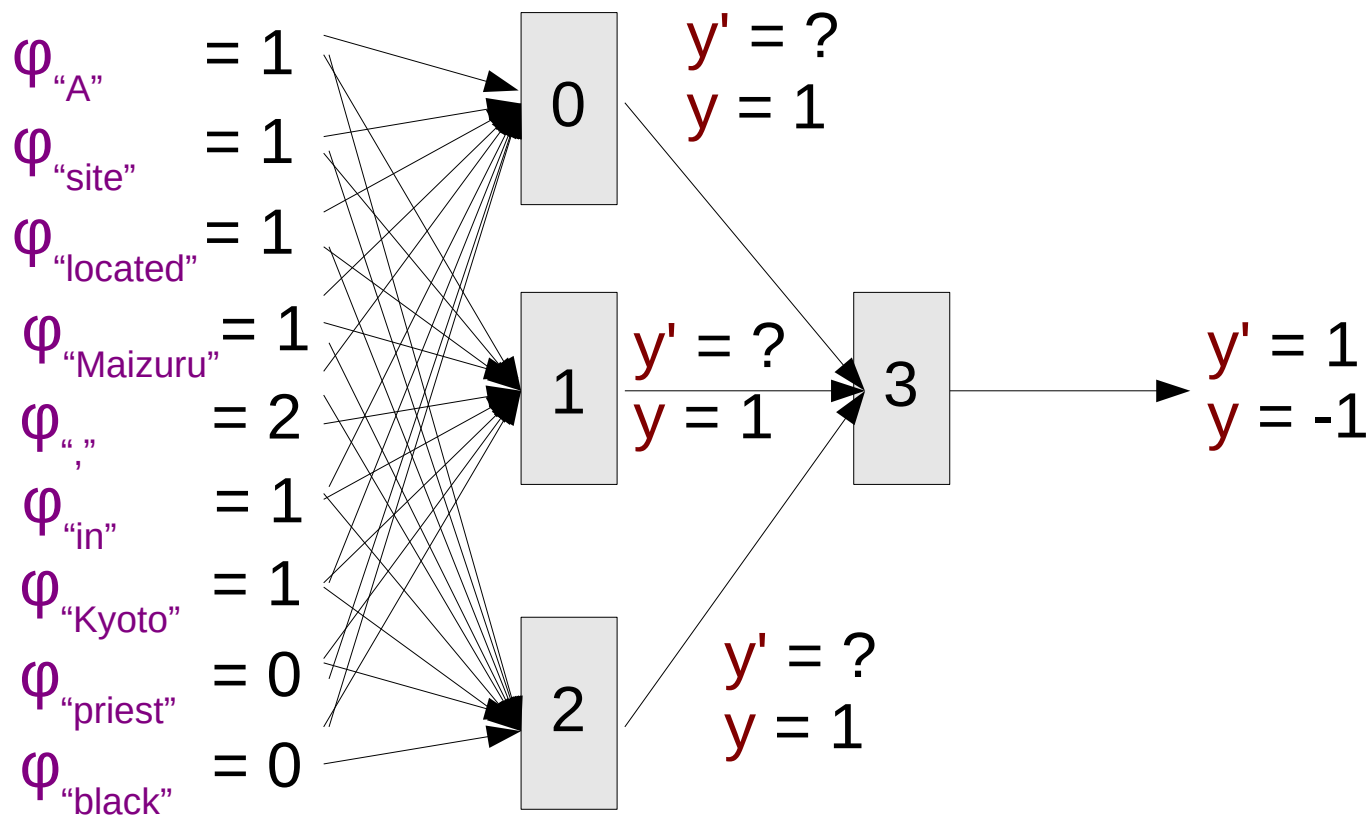 φ“A” = 1
φ“site” = 1
φ“located” = 1
φ“Maizuru” = 1
φ“,” = 2
φ“in” = 1
φ“Kyoto” = 1
φ“priest” = 0
φ“black” = 0
0
y' = ?
y = 1
1
y' = ?
y = 1
2
y' = ?
y = 1
3
y' = 1
y = -1